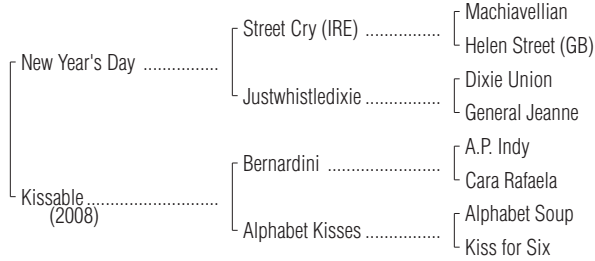 Machiavellian
Street Cry (IRE) ................
Helen Street (GB)
New Year's Day ................
Dixie Union
Justwhistledixie ................
General Jeanne
A.P. Indy
Bernardini ........................
Cara Rafaela
Kissable ............................
(2008)
Alphabet Soup
Alphabet Kisses ................
Kiss for Six